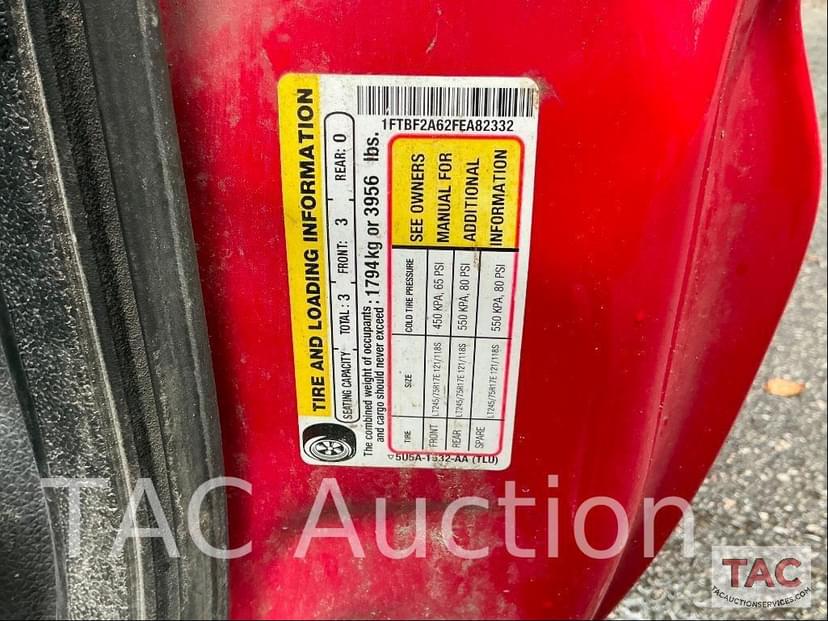 1FTBF2A62FEA82332
TIRE AND LOADING INFORMATION
SEATING CAPACITY TOTAL : 3 FRONT: 3 REAR: 0
The combined weight of occupants
and cargo should never exceed : 1794kg or 3956 lbs.
TIRE SIZE COLD TIRE PRESSURE
FRONT LT245/75R17E 121/118S 450 KPA, 65 PSI
REAR LT245/75R17E 121/118S 550 KPA, 80 PSI
SPARE LT245/75R17E 121/118S 550 KPA, 80 PSI
SEE OWNERS
MANUAL FOR
ADDITIONAL
INFORMATION
TAC Auction
TAC
TACAUCTIONSERVICES.COM